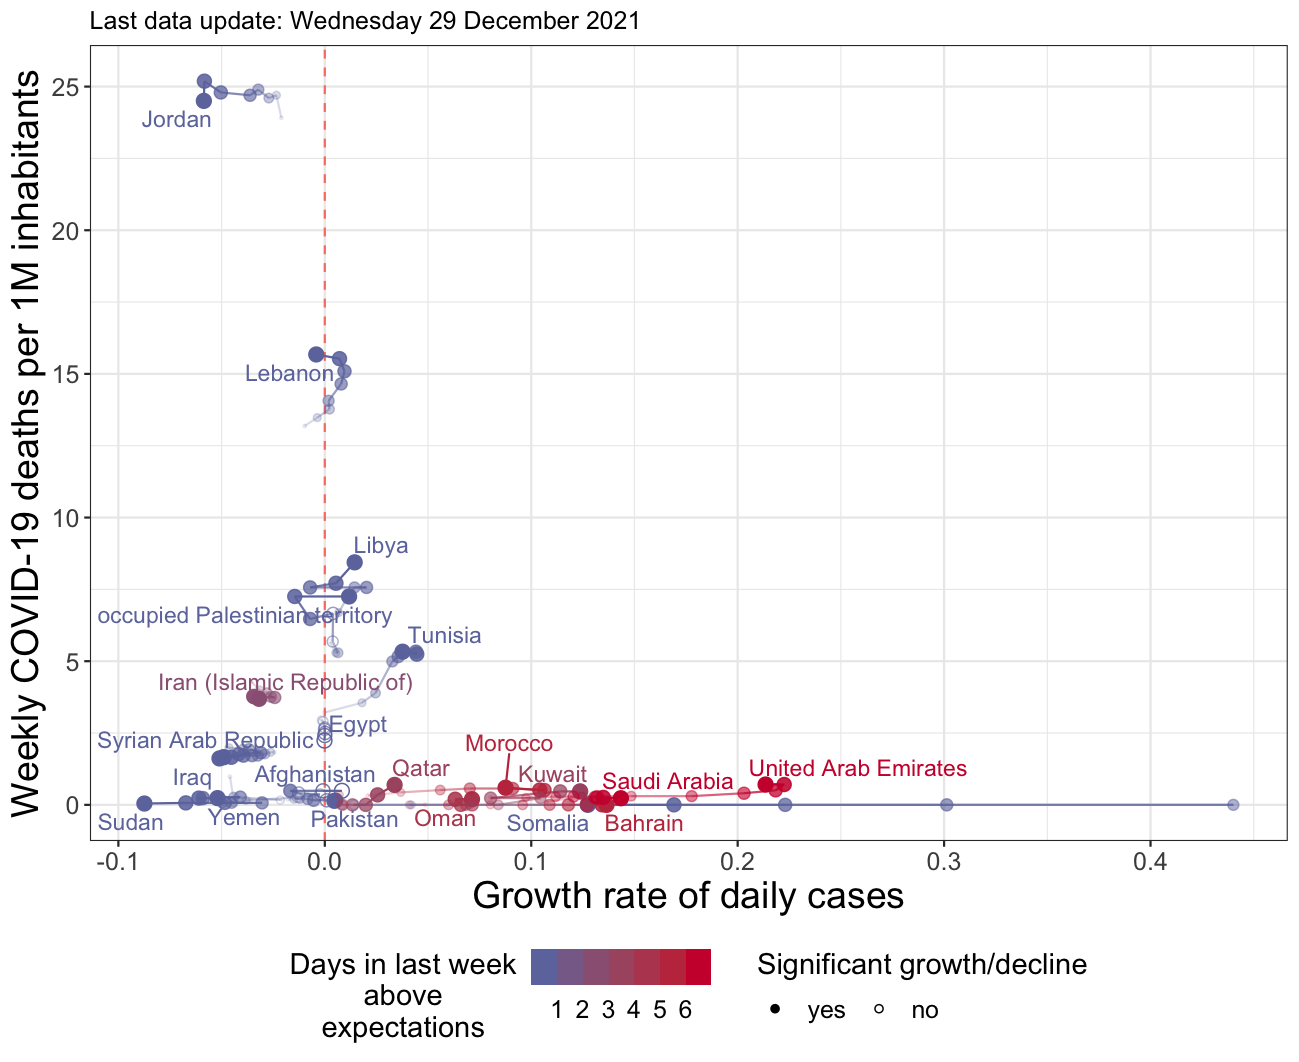 Last data update: Wednesday 29 December 2021
Weekly COVID-19 deaths per 1M inhabitants
25
20
15
10
5
0
Jordan
Lebanon
Libya
occupied Palestinian territory
Tunisia
Iran (Islamic Republic of)
Egypt
Syrian Arab Republic
Morocco
Iraq
Afghanistan
Qatar
Kuwait
Saudi Arabia
United Arab Emirates
Sudan
Yemen
Pakistan
Oman
Somalia
Bahrain
-0.1
0.0
0.1
0.2
0.3
0.4
Growth rate of daily cases
Days in last week
above
expectations
1 2 3 4 5 6
Significant growth/decline
yes
no